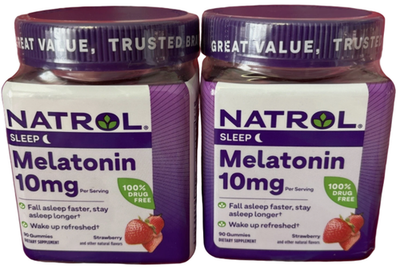 GREAT VALUE, TRUSTED BRA
NATROL®
SLEEP
Melatonin
10mg Per Serving
100%
DRUG
FREE
Fall asleep faster, stay
asleep longer†
Wake up refreshed†
90 Gummies
DIETARY SUPPLEMENT
Strawberry
and other natural flavors
GREAT VALUE, TRUSTED
NATROL®
SLEEP
Melatonin
10mg Per Serving
100%
DRUG
FREE
Fall asleep faster, stay
asleep longer†
Wake up refreshed†
90 Gummies
DIETARY SUPPLEMENT
Strawberry
and other natural flavors